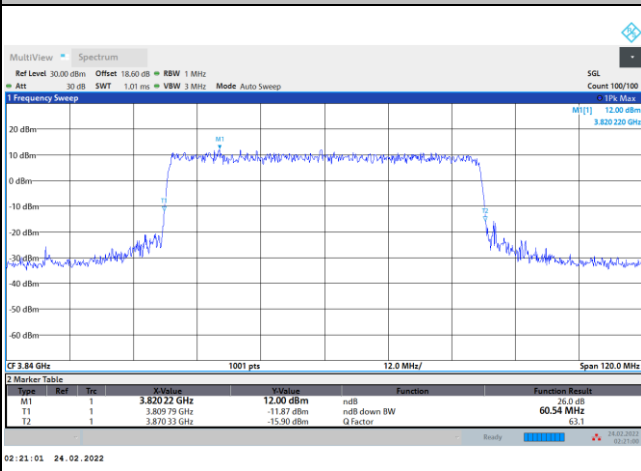 MultiView Spectrum
Ref Level 30.00 dBm Offset 18.60 dB RBW 1 MHz SGL
Att 30 dB SWT 1.01 ms VBW 3 MHz Mode Auto Sweep Count 100/100
1 Frequency Sweep 1Pk Max
M1[1] 12.00 dBm
3.820 220 GHz
20 dBm
M1
10 dBm
0 dBm
T1
-10 dBm
T2
-20 dBm
-30 dBm
-40 dBm
-50 dBm
-60 dBm
CF 3.84 GHz 1001 pts 12.0 MHz/ Span 120.0 MHz
2 Marker Table
Type Ref Trc X-Value Y-Value Function Function Result
M1 1 3.820 22 GHz 12.00 dBm ndB 26.0 dB
T1 1 3.809 79 GHz -11.87 dBm ndB down BW 60.54 MHz
T2 1 3.870 33 GHz -15.90 dBm Q Factor 63.1
Ready 24.02.2022
02:21:00
02:21:01 24.02.2022